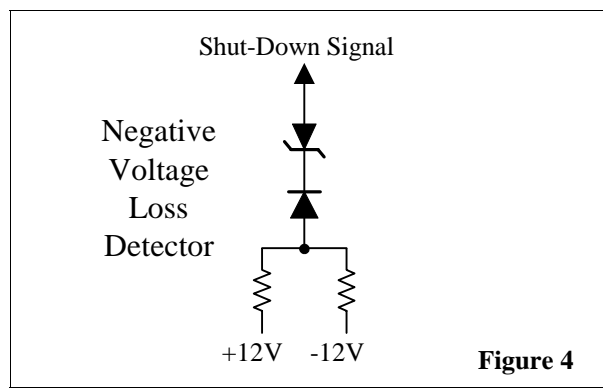 Shut-Down Signal
Negative
Voltage
Loss
Detector
+12V -12V
Figure 4